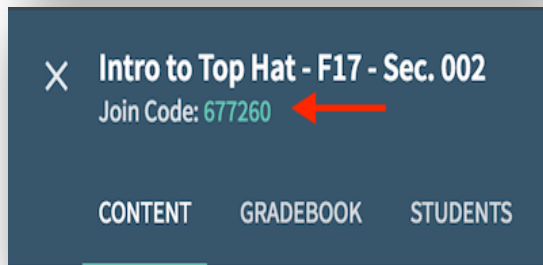 Intro to Top Hat - F17 - Sec. 002
Join Code: 677260
CONTENT GRADEBOOK STUDENTS